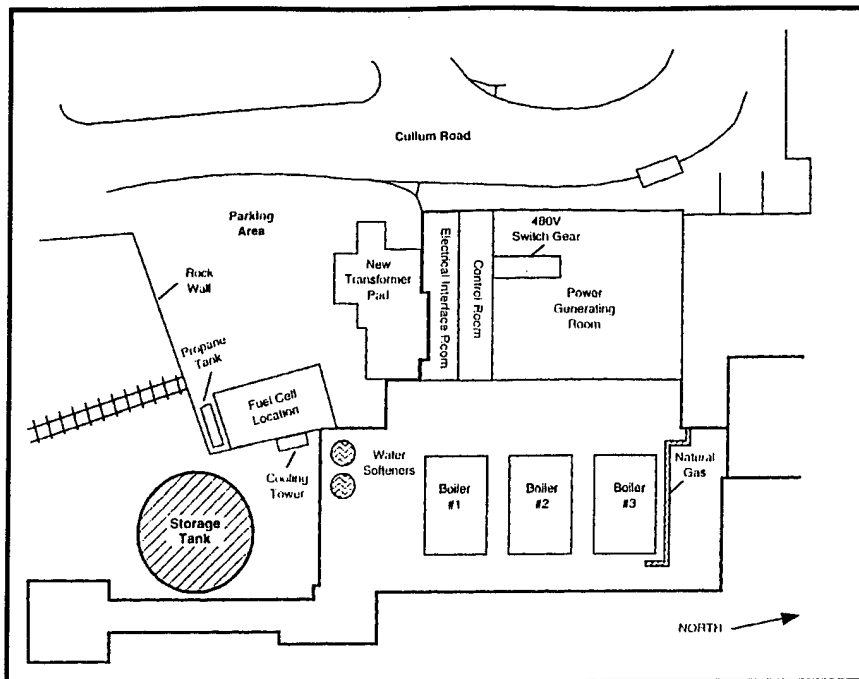 Cullum Road
Parking
Area
480V
Switch Gear
Electrical Interface Room
Control Room
New
Transformer
Pad
Rock
Wall
Power
Generating
Room
Propane
Tank
Fuel Cell
Location
Water
Softeners
Cooling
Tower
Boiler
#1
Boiler
#2
Boiler
#3
Natural
Gas
Storage
Tank
NORTH